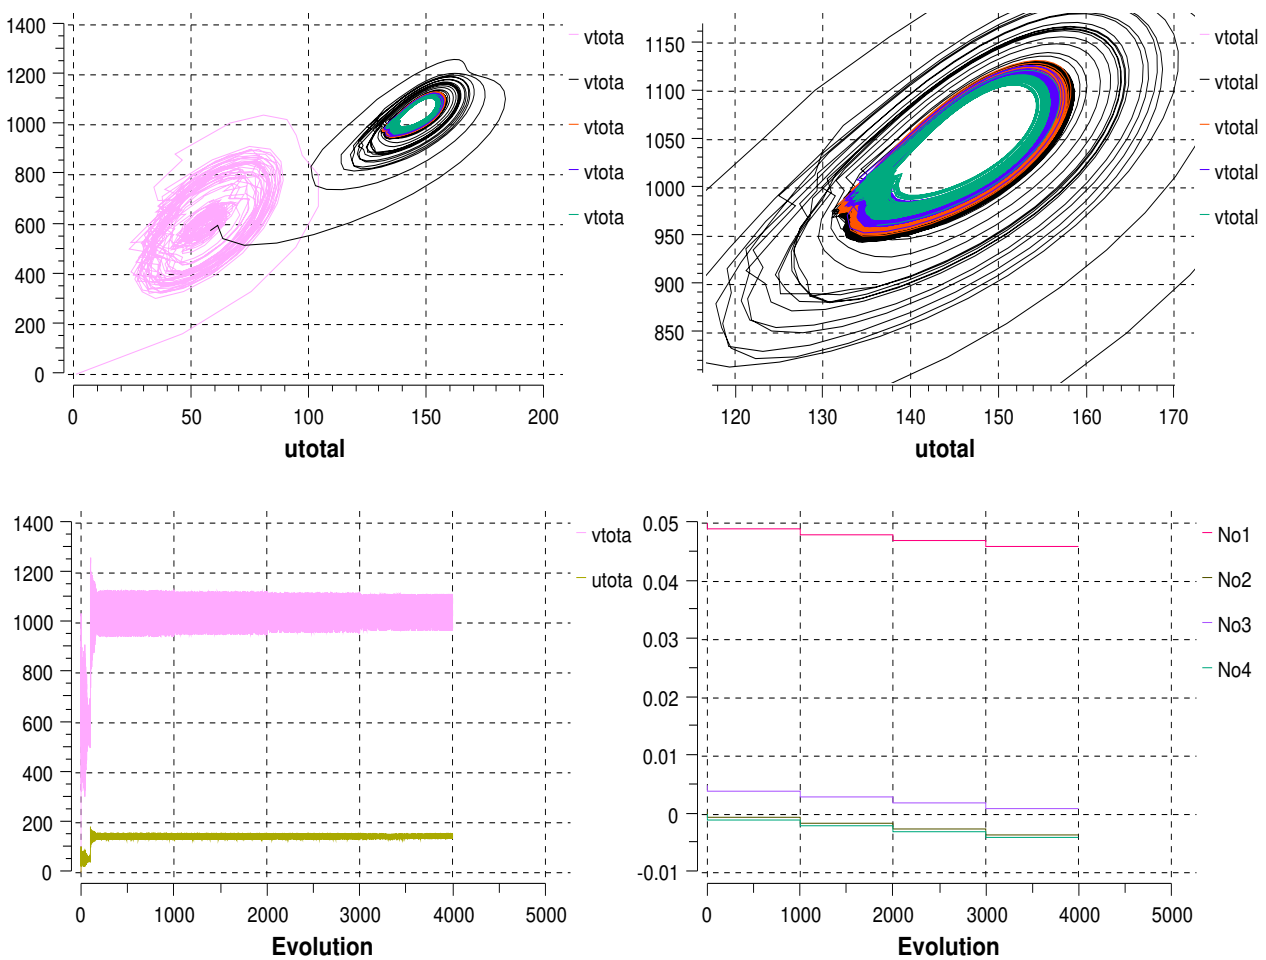 1400
1200
1000
800
600
400
200
0
0 50 100 150 200
utotal
vtota
vtota
vtota
vtota
vtota
1150
1100
1050
1000
950
900
850
120 130 140 150 160 170
utotal
vtotal
vtotal
vtotal
vtotal
vtotal
1400
1200
1000
800
600
400
200
0
0 1000 2000 3000 4000 5000
Evolution
vtota
utota
0.05
0.04
0.03
0.02
0.01
0
-0.01
0 1000 2000 3000 4000 5000
Evolution
No1
No2
No3
No4